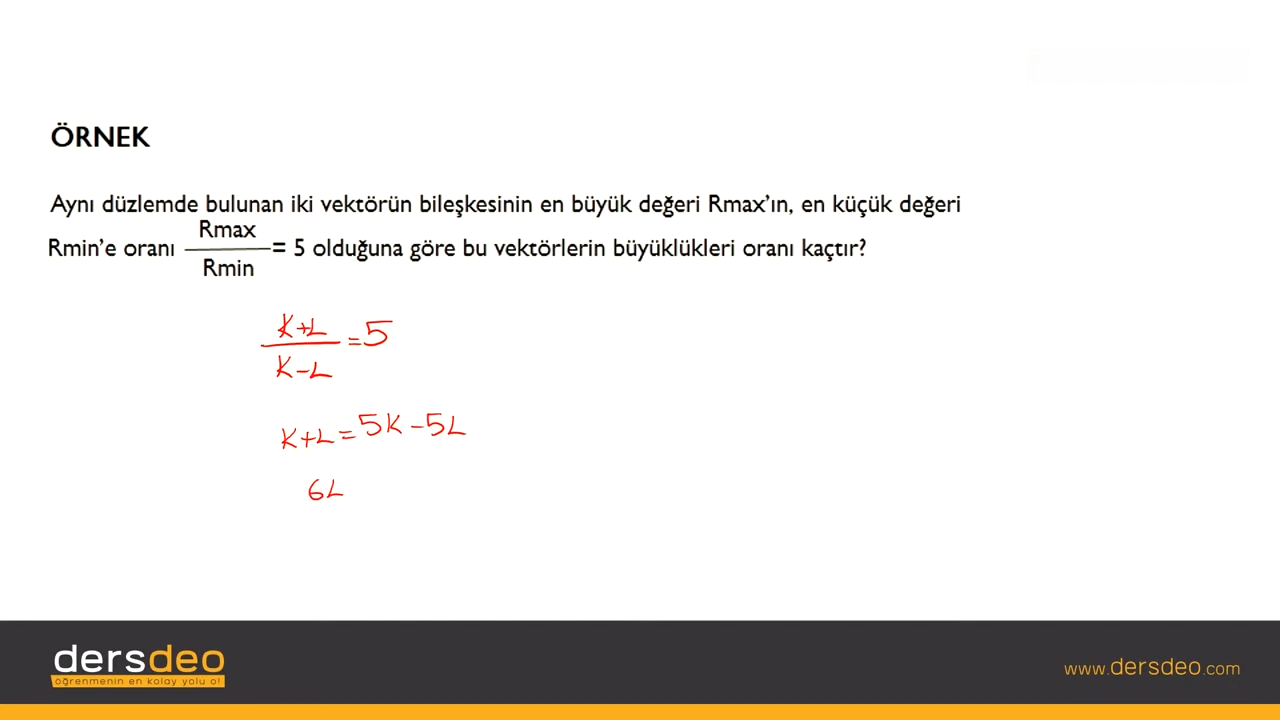 ÖRNEK
Aynı düzlemde bulunan iki vektörün bileşkesinin en büyük değeri Rmax’ın, en küçük değeri
Rmin’e oranı Rmax/Rmin = 5 olduğuna göre bu vektörlerin büyüklükleri oranı kaçtır?
K+L/K-L = 5
K+L = 5K - 5L
6L
dersdeo
öğrenmenin en kolay yolu o!
www.dersdeo.com